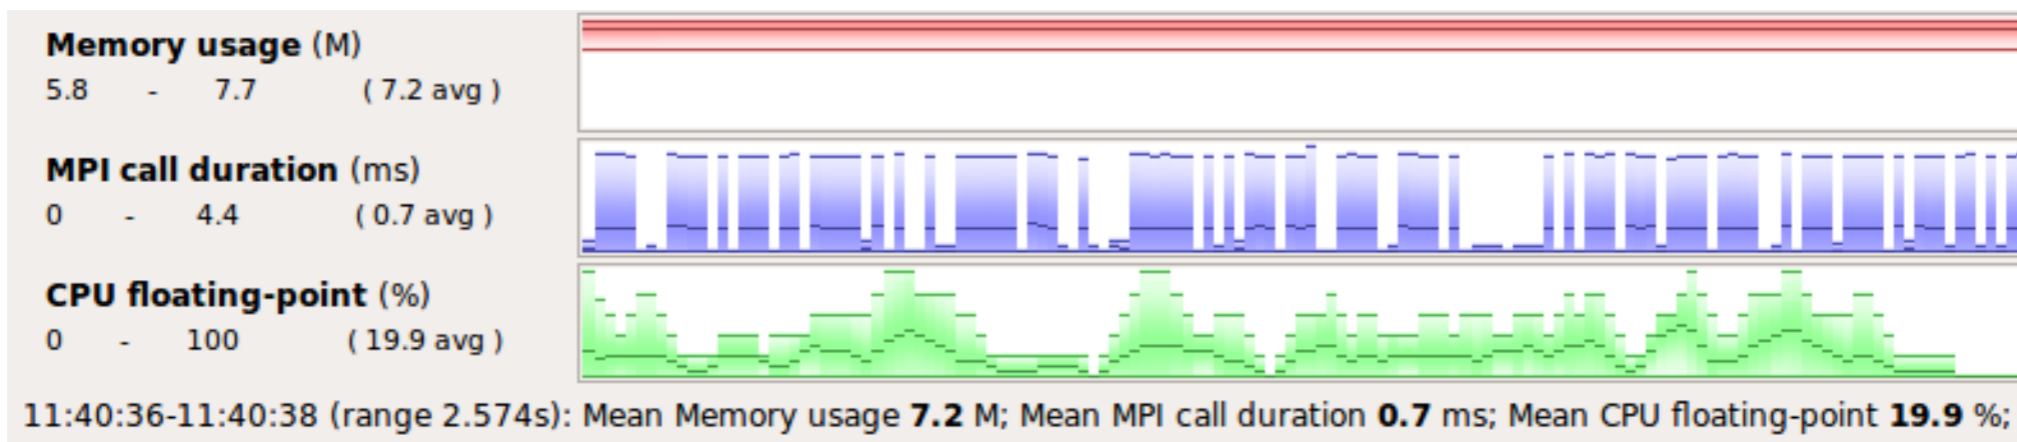 Memory usage (M)
5.8 - 7.7 ( 7.2 avg )
MPI call duration (ms)
0 - 4.4 ( 0.7 avg )
CPU floating-point (%)
0 - 100 ( 19.9 avg )
11:40:36-11:40:38 (range 2.574s): Mean Memory usage 7.2 M; Mean MPI call duration 0.7 ms; Mean CPU floating-point 19.9 %;